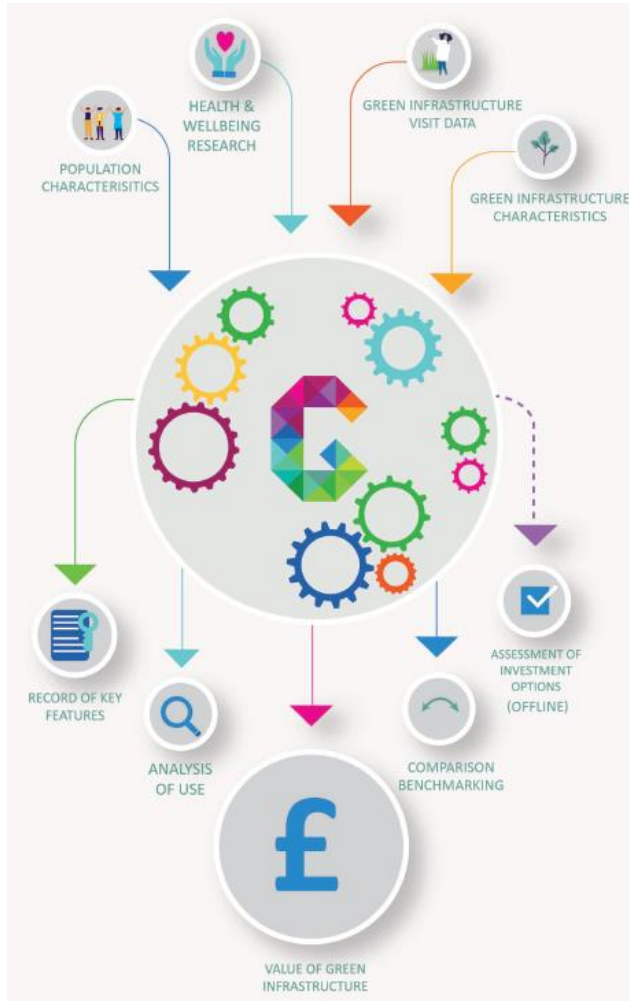 HEALTH &
WELLBEING
RESEARCH
GREEN INFRASTRUCTURE
VISIT DATA
POPULATION
CHARACTERISITICS
GREEN INFRASTRUCTURE
CHARACTERISTICS
G
RECORD OF KEY
FEATURES
ANALYSIS
OF USE
£
VALUE OF GREEN
INFRASTRUCTURE
COMPARISON
BENCHMARKING
ASSESSMENT OF
INVESTMENT
OPTIONS
(OFFLINE)